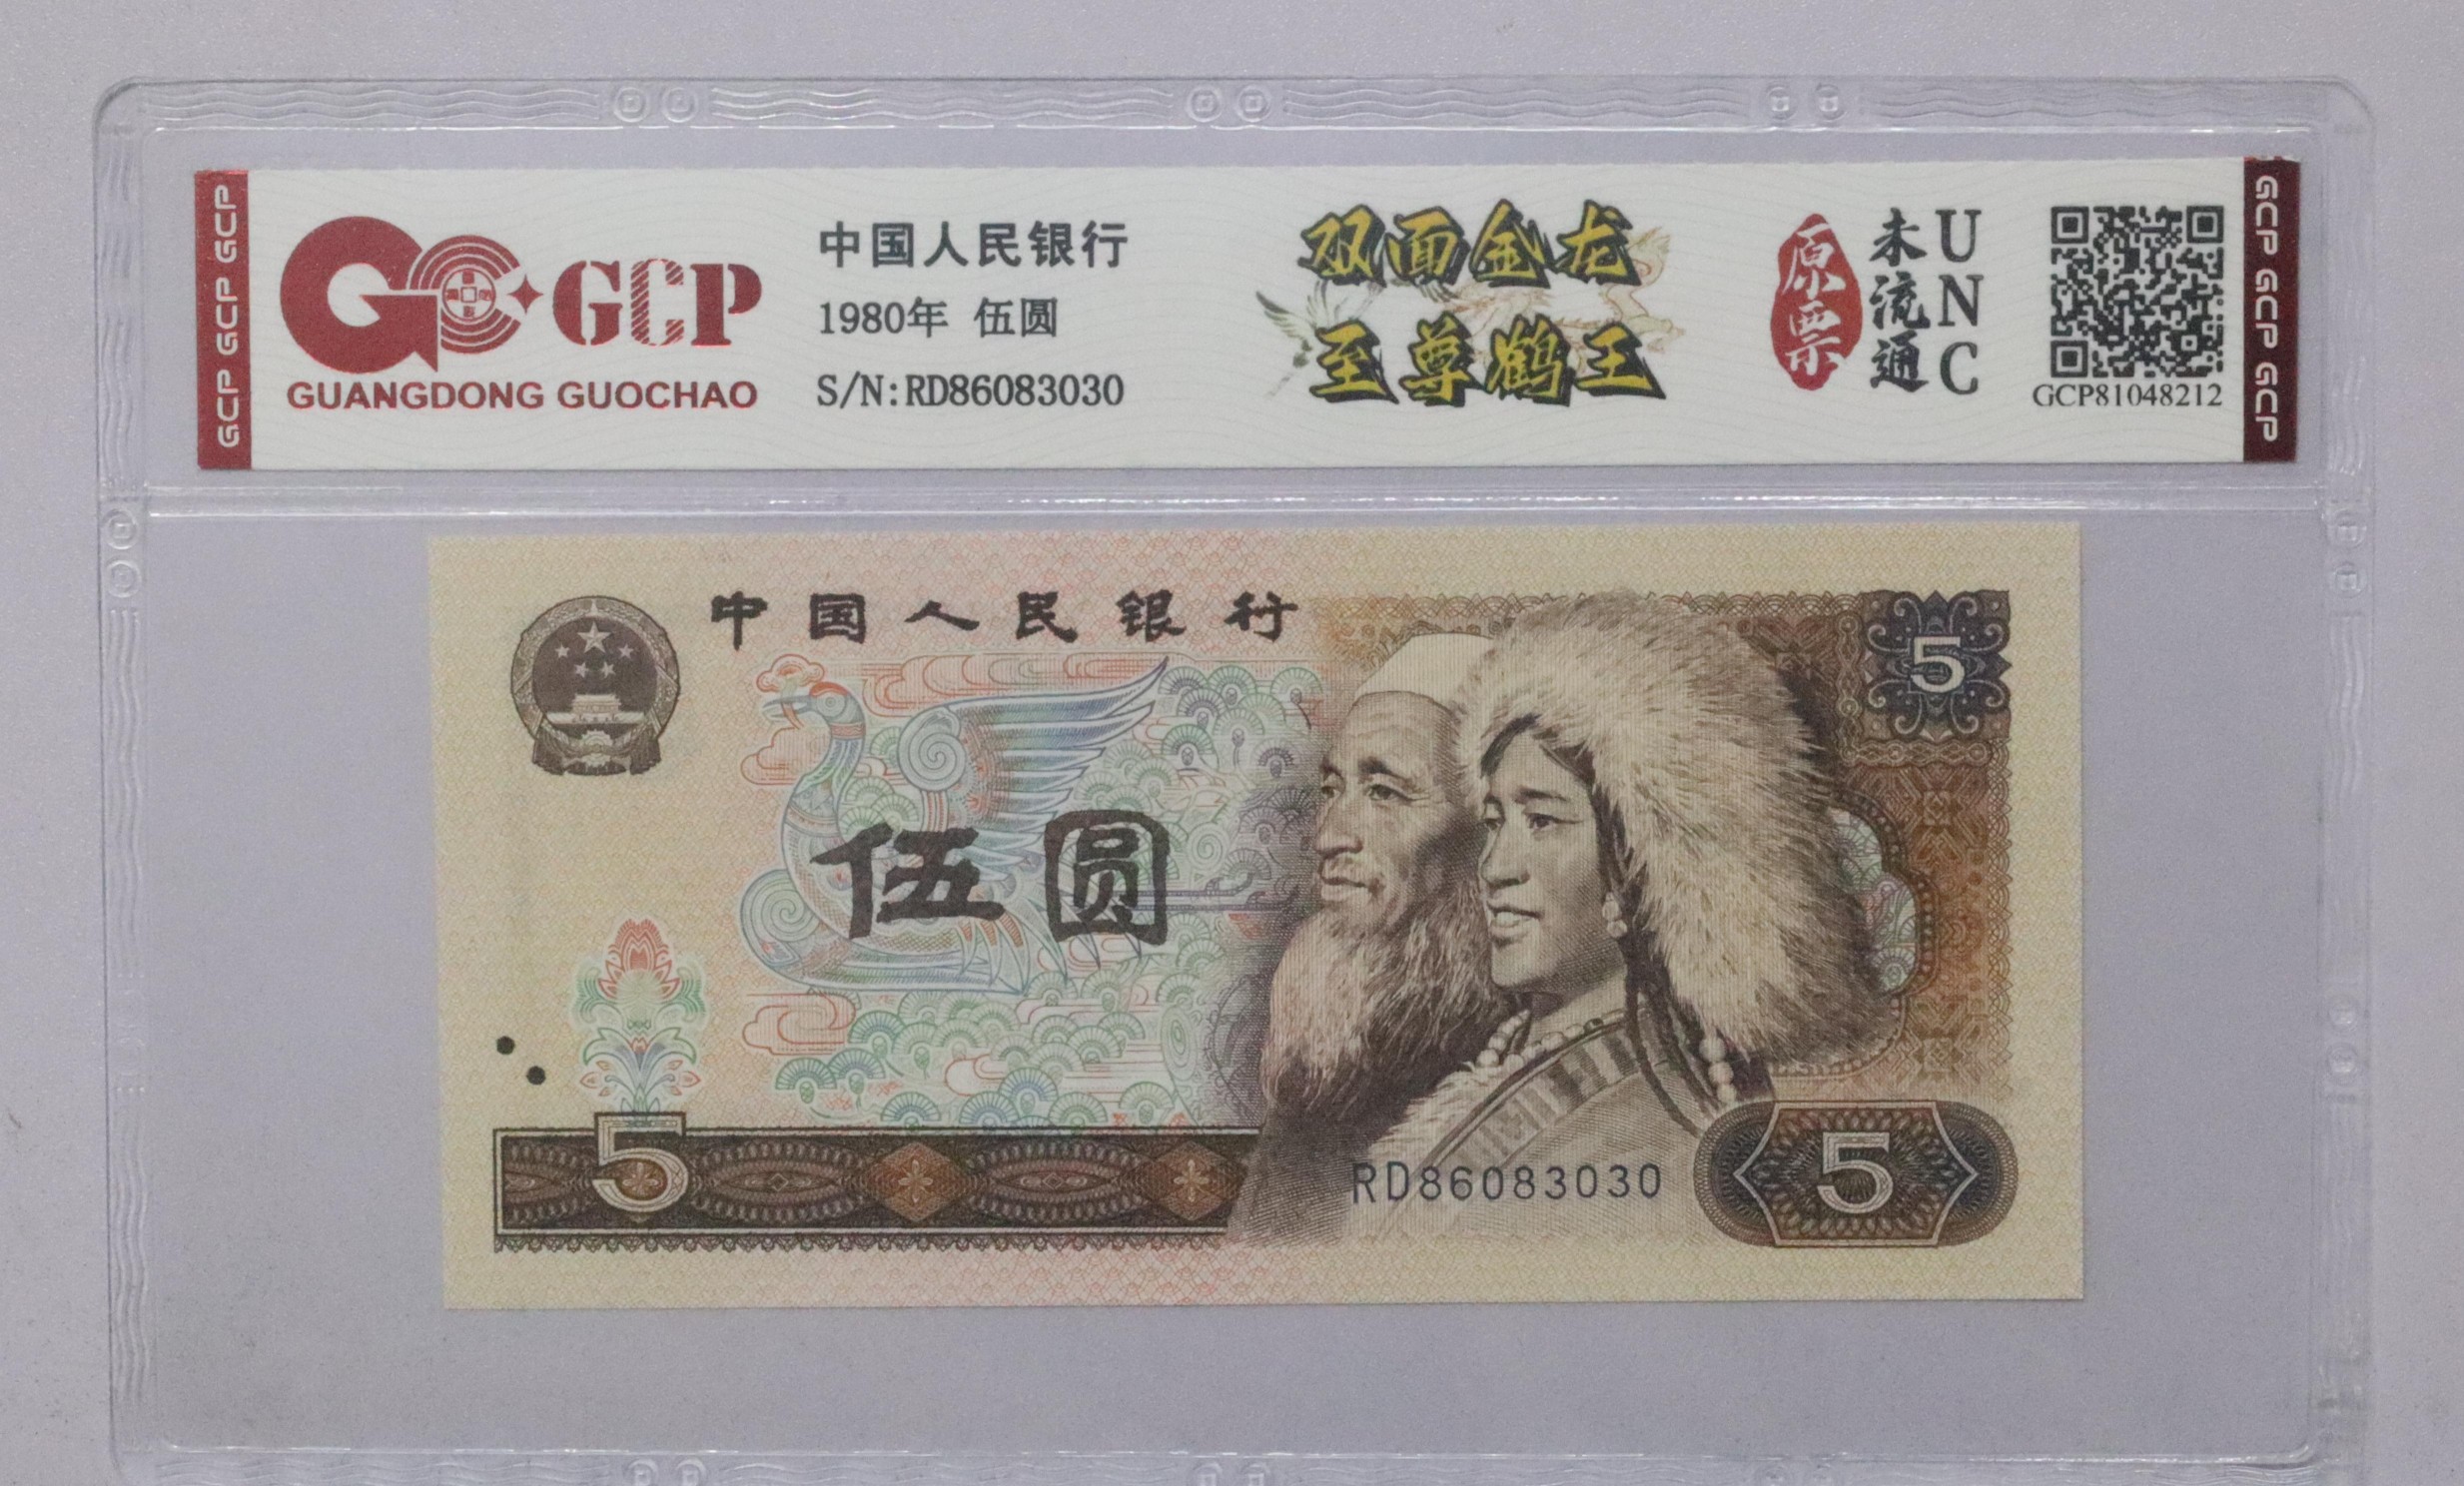 GCP GCP GCP
GCP
GUANGDONG GUOCHAO
中国人民银行
1980年 伍圆
S/N:RD86083030
双面金龙
至尊鹤王
原票
未流通
UNC
GCP81048212
GCP GCP GCP
中国人民银行
5
伍圆
5
RD86083030
5